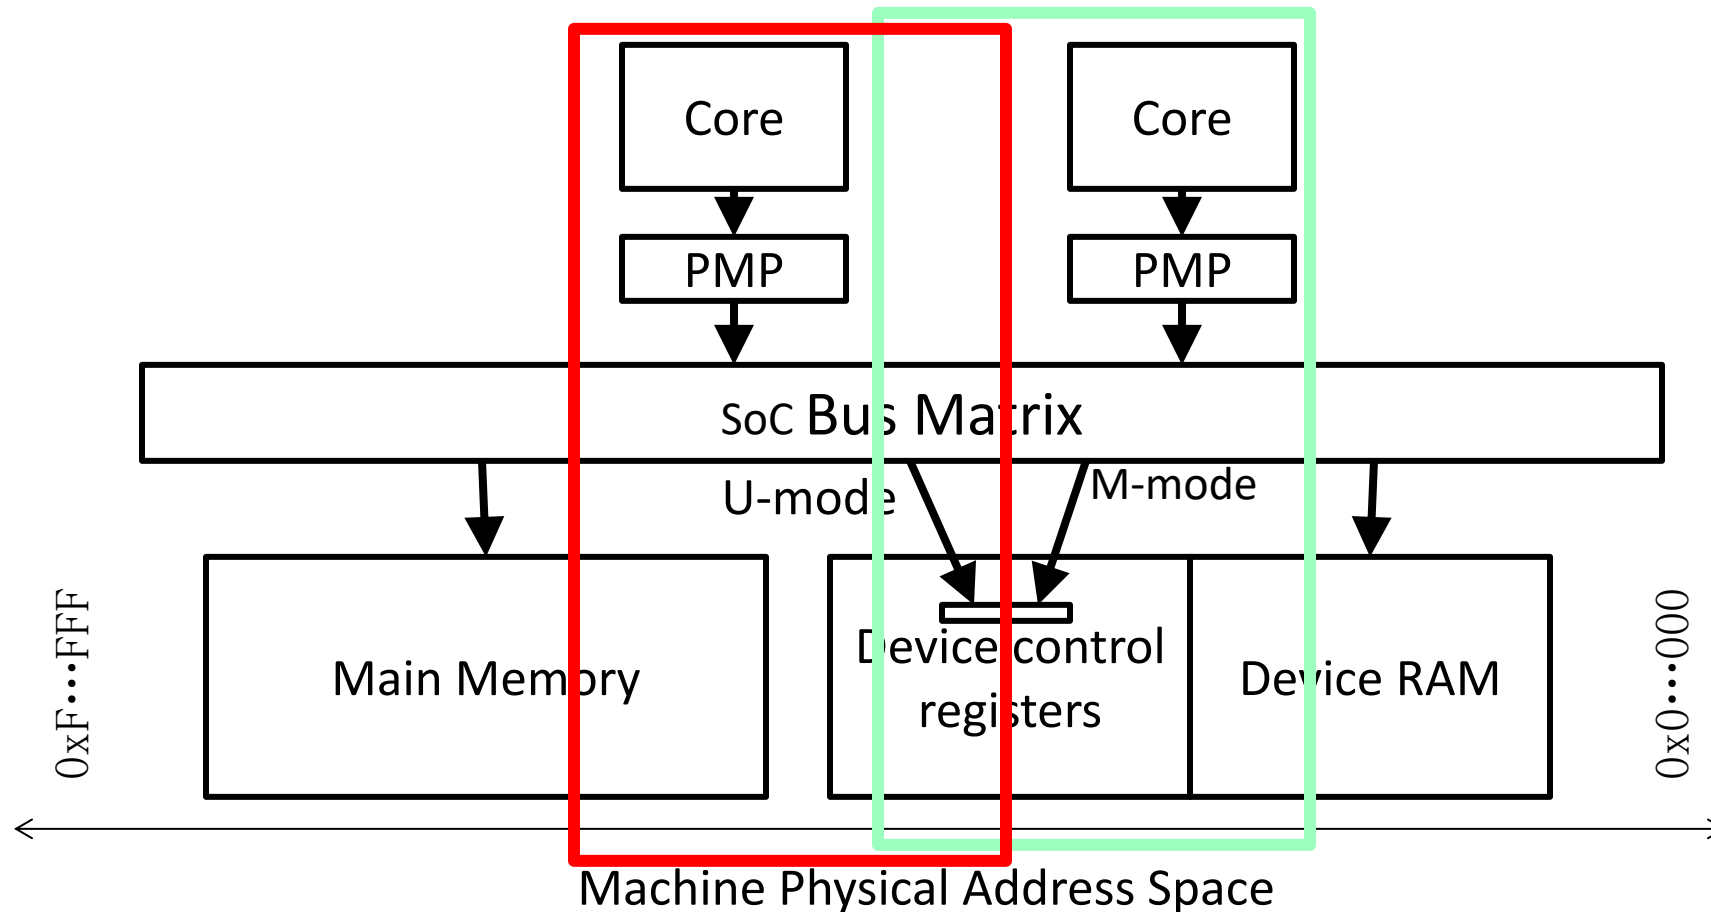 Core
Core
PMP
PMP
SoC Bus Matrix
U-mode
M-mode
0xF···FFF
Main Memory
Device control
registers
Device RAM
0x0···000
Machine Physical Address Space